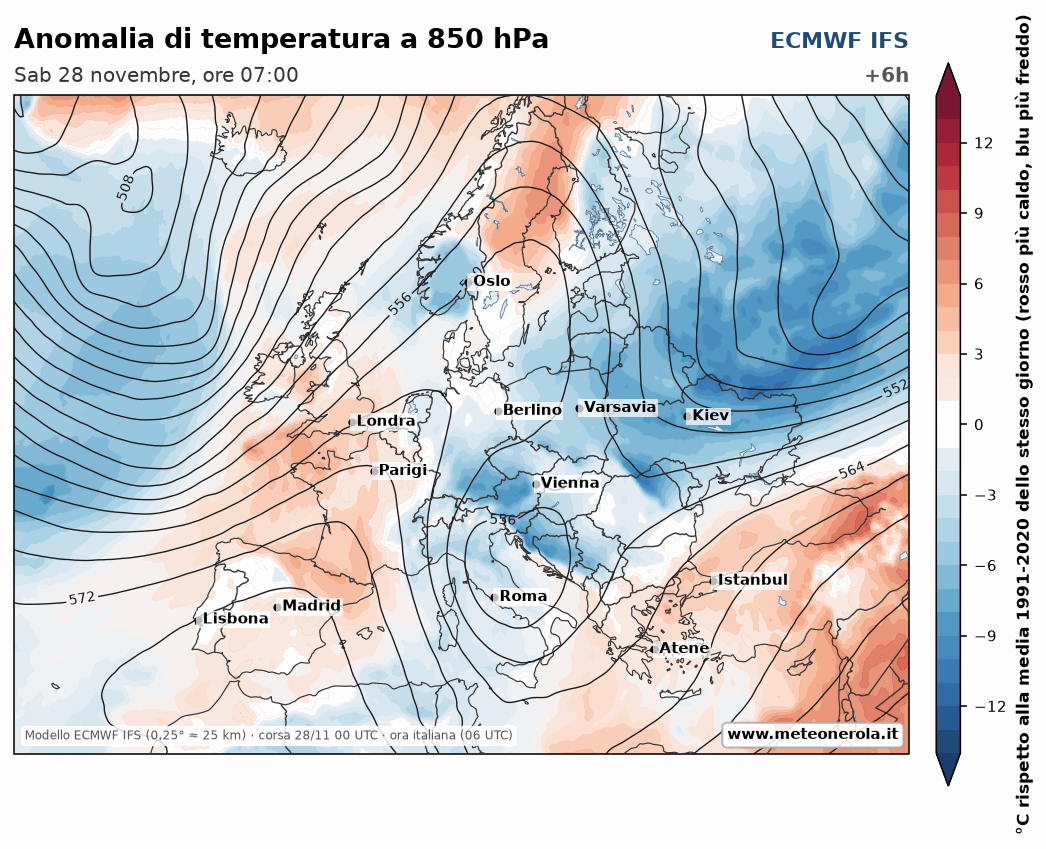 Anomalia di temperatura a 850 hPa
ECMWF IFS
Sab 28 novembre, ore 07:00
+6h
508
556
Oslo
552
Berlino
Varsavia
Kiev
Londra
Parigi
564
Vienna
556
572
Istanbul
Roma
Madrid
Lisbona
Atene
Modello ECMWF IFS (0,25° ≈ 25 km) · corsa 28/11 00 UTC · ora italiana (06 UTC)
www.meteonerola.it
12
9
6
3
0
−3
−6
−9
−12
°C rispetto alla media 1991-2020 dello stesso giorno (rosso più caldo, blu più freddo)